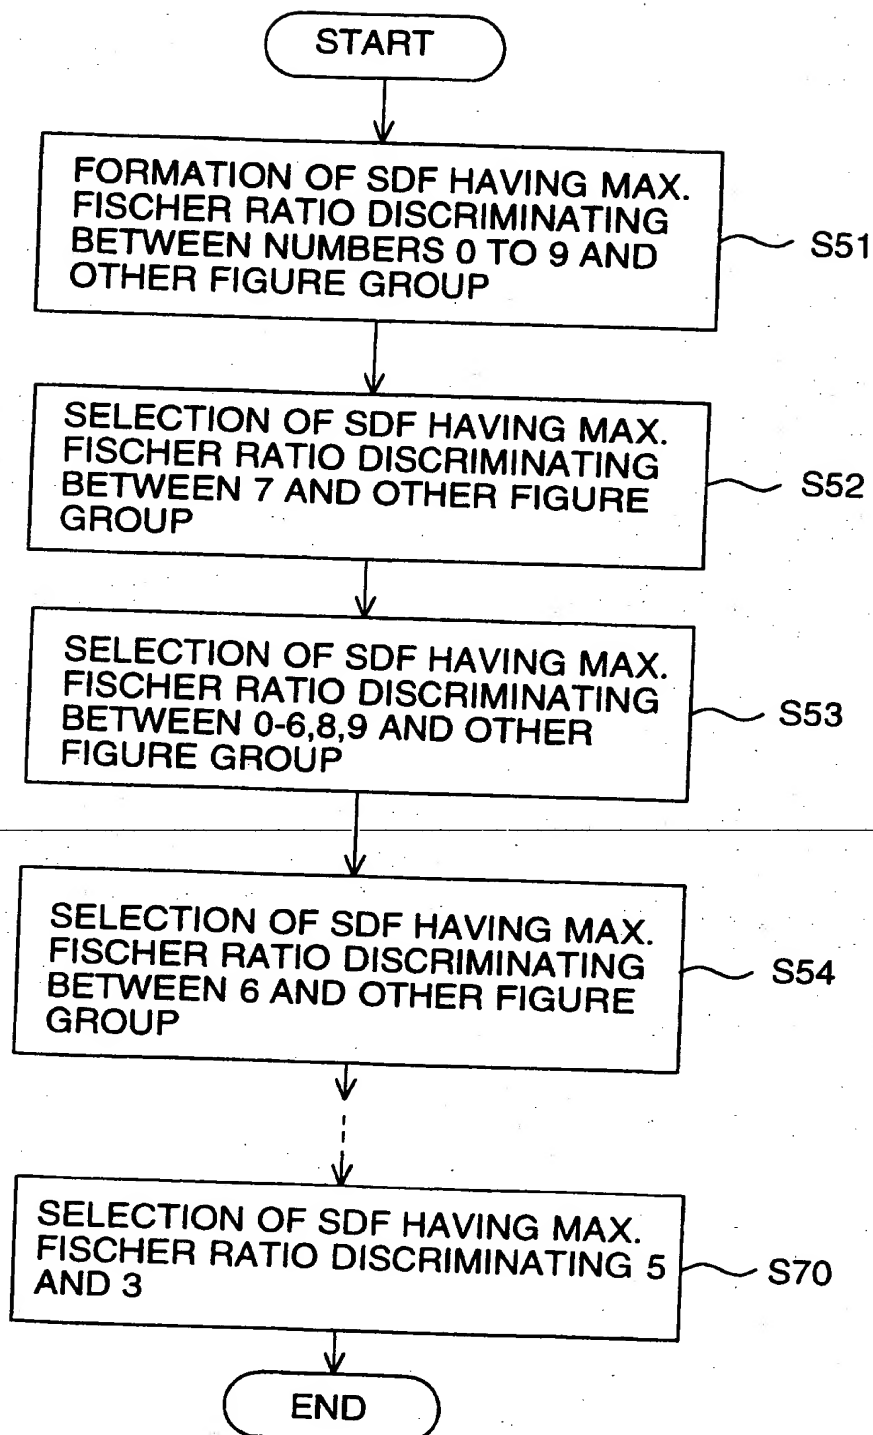 START
FORMATION OF SDF HAVING MAX.
FISCHER RATIO DISCRIMINATING
BETWEEN NUMBERS 0 TO 9 AND
OTHER FIGURE GROUP
S51
SELECTION OF SDF HAVING MAX.
FISCHER RATIO DISCRIMINATING
BETWEEN 7 AND OTHER FIGURE
GROUP
S52
SELECTION OF SDF HAVING MAX.
FISCHER RATIO DISCRIMINATING
BETWEEN 0-6,8,9 AND OTHER
FIGURE GROUP
S53
SELECTION OF SDF HAVING MAX.
FISCHER RATIO DISCRIMINATING
BETWEEN 6 AND OTHER FIGURE
GROUP
S54
SELECTION OF SDF HAVING MAX.
FISCHER RATIO DISCRIMINATING 5
AND 3
S70
END